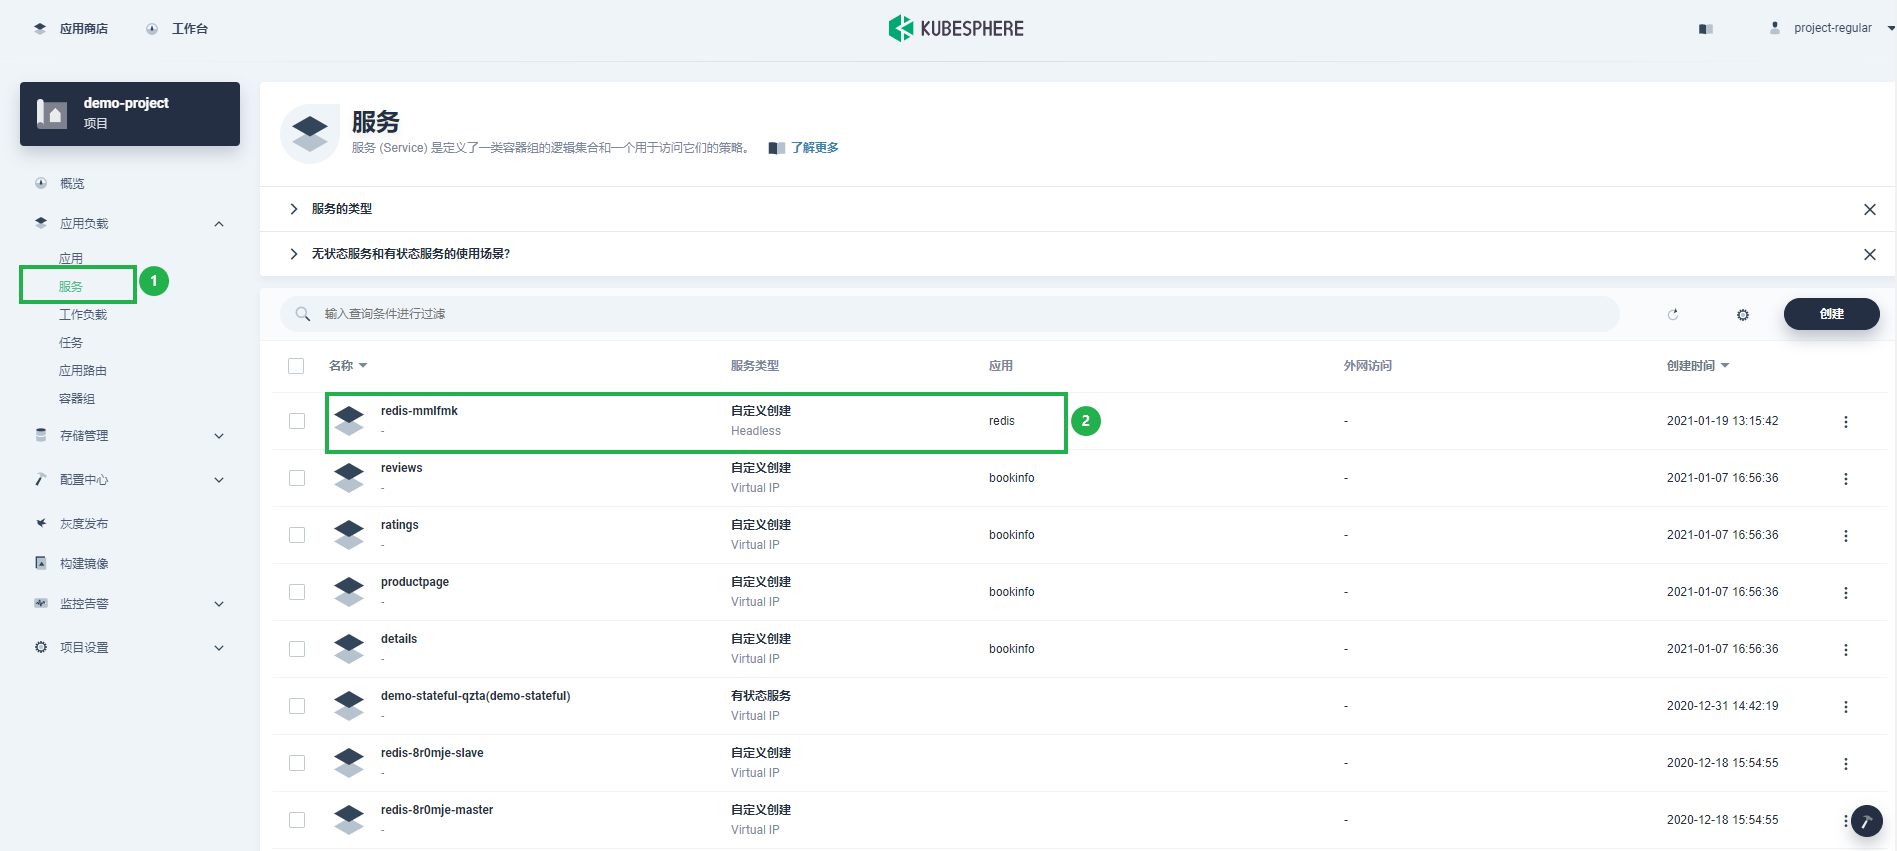 应用商店
工作台
KUBESPHERE
project-regular
demo-project
项目
概览
应用负载
应用
服务
1
工作负载
任务
应用路由
容器组
存储管理
配置中心
灰度发布
构建镜像
监控告警
项目设置
服务
服务 (Service) 是定义了一类容器组的逻辑集合和一个用于访问它们的策略。 了解更多
服务的类型
无状态服务和有状态服务的使用场景?
输入查询条件进行过滤
创建
名称 服务类型 应用 外网访问 创建时间
redis-mmlfmk 自定义创建
- Headless redis 2 - 2021-01-19 13:15:42
reviews 自定义创建
- Virtual IP bookinfo - 2021-01-07 16:56:36
ratings 自定义创建
- Virtual IP bookinfo - 2021-01-07 16:56:36
productpage 自定义创建
- Virtual IP bookinfo - 2021-01-07 16:56:36
details 自定义创建
- Virtual IP bookinfo - 2021-01-07 16:56:36
demo-stateful-qzta(demo-stateful) 有状态服务
- Virtual IP - 2020-12-31 14:42:19
redis-8r0mje-slave 自定义创建
- Virtual IP - 2020-12-18 15:54:55
redis-8r0mje-master 自定义创建
- Virtual IP - 2020-12-18 15:54:55